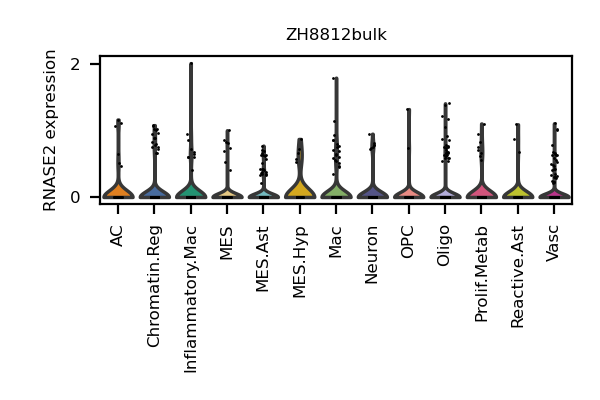 ZH8812bulk
RNASE2 expression
2
0
AC
Chromatin.Reg
Inflammatory.Mac
MES
MES.Ast
MES.Hyp
Mac
Neuron
OPC
Oligo
Prolif.Metab
Reactive.Ast
Vasc